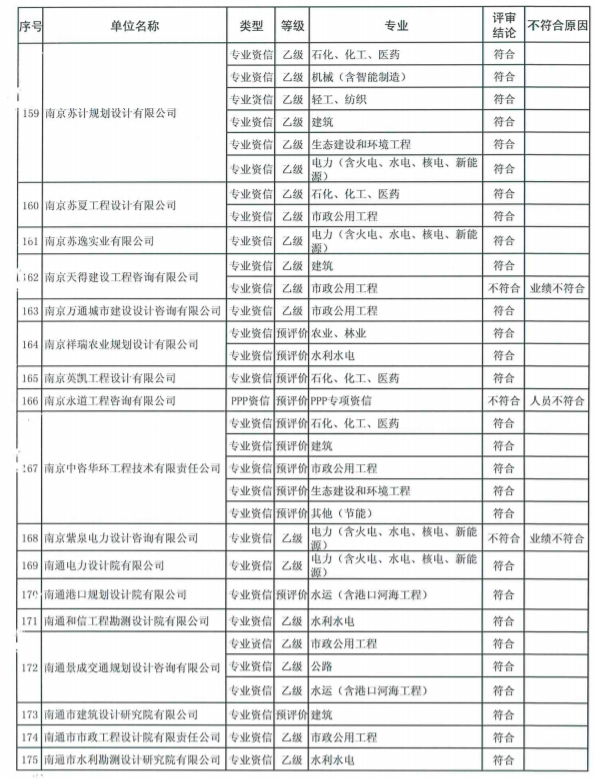 序号 单位名称 类型 等级 专业 评审结论 不符合原因
159 南京苏计规划设计有限公司 专业资信 乙级 石化、化工、医药 符合
专业资信 乙级 机械（含智能制造） 符合
专业资信 乙级 轻工、纺织 符合
专业资信 乙级 建筑 符合
专业资信 乙级 生态建设和环境工程 符合
专业资信 乙级 电力（含火电、水电、核电、新能源） 符合
160 南京苏夏工程设计有限公司 专业资信 乙级 石化、化工、医药 符合
专业资信 乙级 市政公用工程 符合
161 南京苏逸实业有限公司 专业资信 乙级 电力（含火电、水电、核电、新能源） 符合
162 南京天得建设工程咨询有限公司 专业资信 乙级 建筑 符合
专业资信 乙级 市政公用工程 不符合 业绩不符合
163 南京万通城市建设设计咨询有限公司 专业资信 乙级 市政公用工程 符合
164 南京祥瑞农业规划设计有限公司 专业资信 预评价 农业、林业 符合
专业资信 预评价 水利水电 符合
165 南京英凯工程设计有限公司 专业资信 预评价 石化、化工、医药 符合
166 南京永道工程咨询有限公司 PPP资信 预评价 PPP专项资信 不符合 人员不符合
167 南京中咨华环工程技术有限责任公司 专业资信 预评价 石化、化工、医药 符合
专业资信 预评价 建筑 符合
专业资信 预评价 市政公用工程 符合
专业资信 预评价 生态建设和环境工程 符合
专业资信 预评价 其他（节能） 符合
168 南京紫泉电力设计咨询有限公司 专业资信 乙级 电力（含火电、水电、核电、新能源） 不符合 业绩不符合
169 南通电力设计院有限公司 专业资信 乙级 电力（含火电、水电、核电、新能源） 符合
170 南通港口规划设计院有限公司 专业资信 预评价 水运（含港口河海工程） 符合
171 南通和信工程勘测设计院有限公司 专业资信 乙级 水利水电 符合
172 南通景成交通规划设计咨询有限公司 专业资信 乙级 市政公用工程 符合
专业资信 乙级 公路 符合
专业资信 乙级 水运（含港口河海工程） 符合
173 南通市建筑设计研究院有限公司 专业资信 预评价 建筑 符合
174 南通市市政工程设计院有限责任公司 专业资信 乙级 市政公用工程 符合
175 南通市水利勘测设计研究院有限公司 专业资信 乙级 水利水电 符合